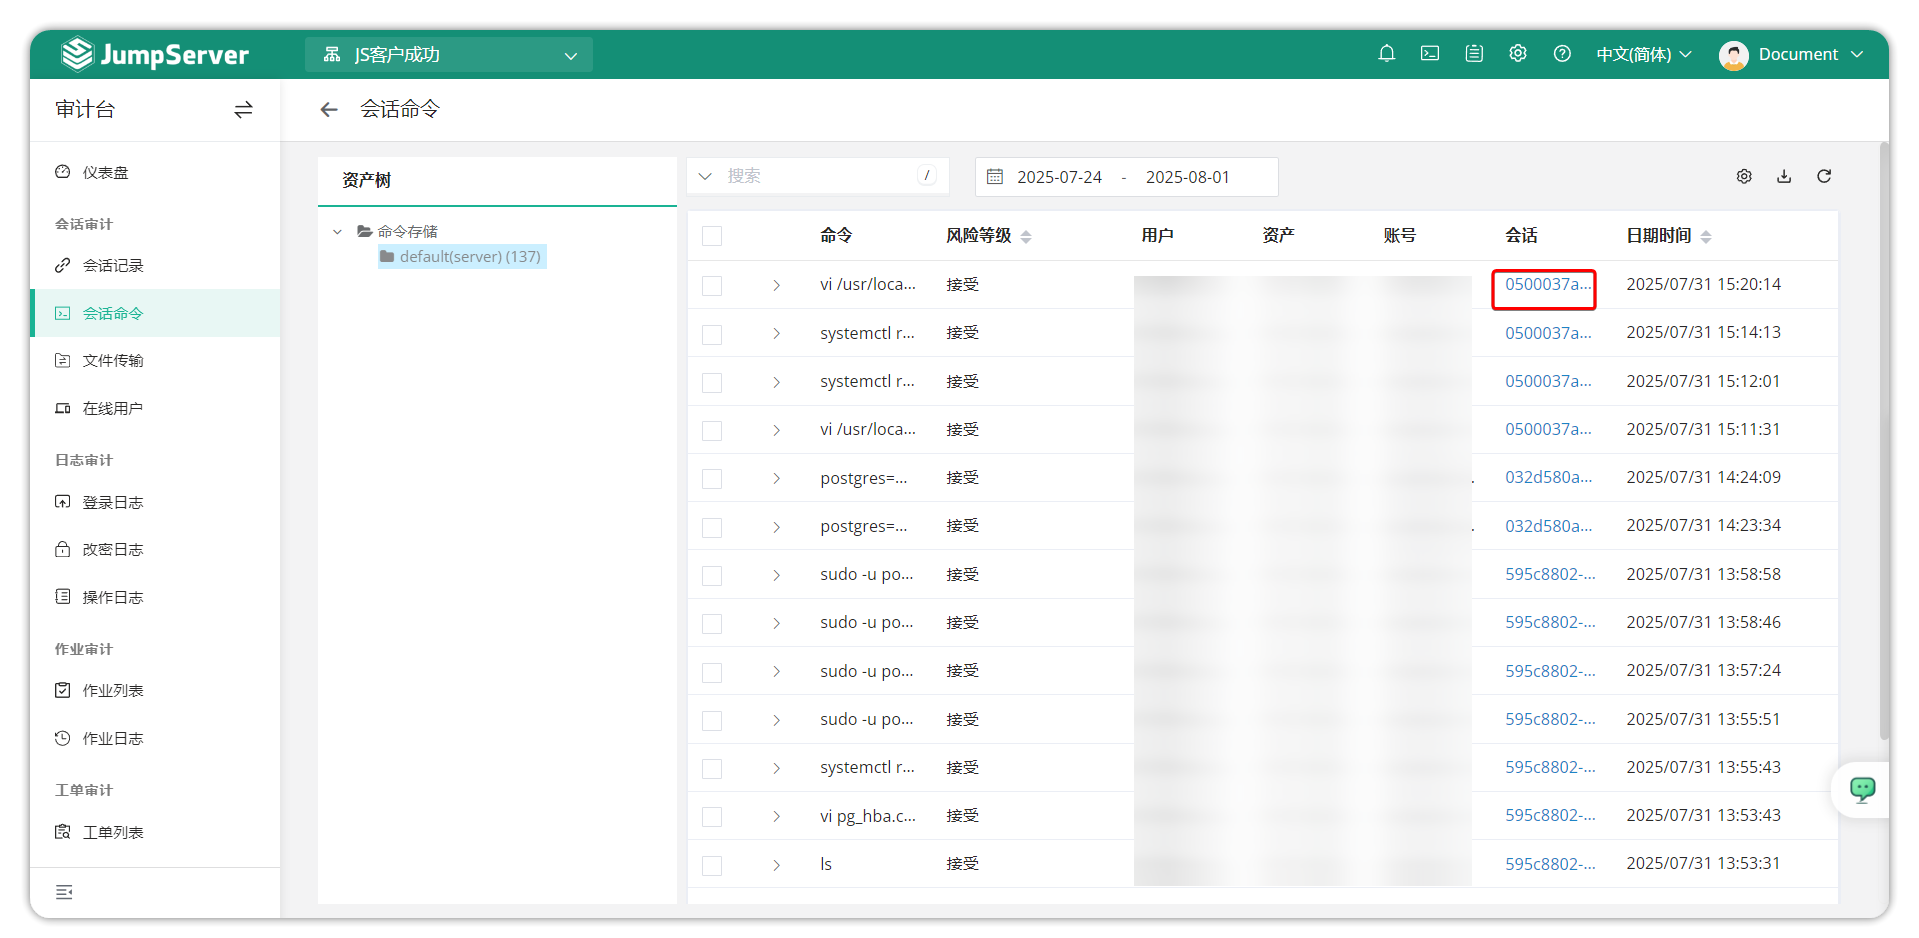 JumpServer
JS客户成功
中文(简体)
Document
审计台
会话命令
仪表盘
会话审计
会话记录
会话命令
文件传输
在线用户
日志审计
登录日志
改密日志
操作日志
作业审计
作业列表
作业日志
工单审计
工单列表
资产树
命令存储
default(server) (137)
搜索 /
2025-07-24 - 2025-08-01
命令 风险等级 用户 资产 账号 会话 日期时间
vi /usr/loca... 接受 0500037a... 2025/07/31 15:20:14
systemctl r... 接受 0500037a... 2025/07/31 15:14:13
systemctl r... 接受 0500037a... 2025/07/31 15:12:01
vi /usr/loca... 接受 0500037a... 2025/07/31 15:11:31
postgres=... 接受 032d580a... 2025/07/31 14:24:09
postgres=... 接受 032d580a... 2025/07/31 14:23:34
sudo -u po... 接受 595c8802-... 2025/07/31 13:58:58
sudo -u po... 接受 595c8802-... 2025/07/31 13:58:46
sudo -u po... 接受 595c8802-... 2025/07/31 13:57:24
sudo -u po... 接受 595c8802-... 2025/07/31 13:55:51
systemctl r... 接受 595c8802-... 2025/07/31 13:55:43
vi pg_hba.c... 接受 595c8802-... 2025/07/31 13:53:43
ls 接受 595c8802-... 2025/07/31 13:53:31